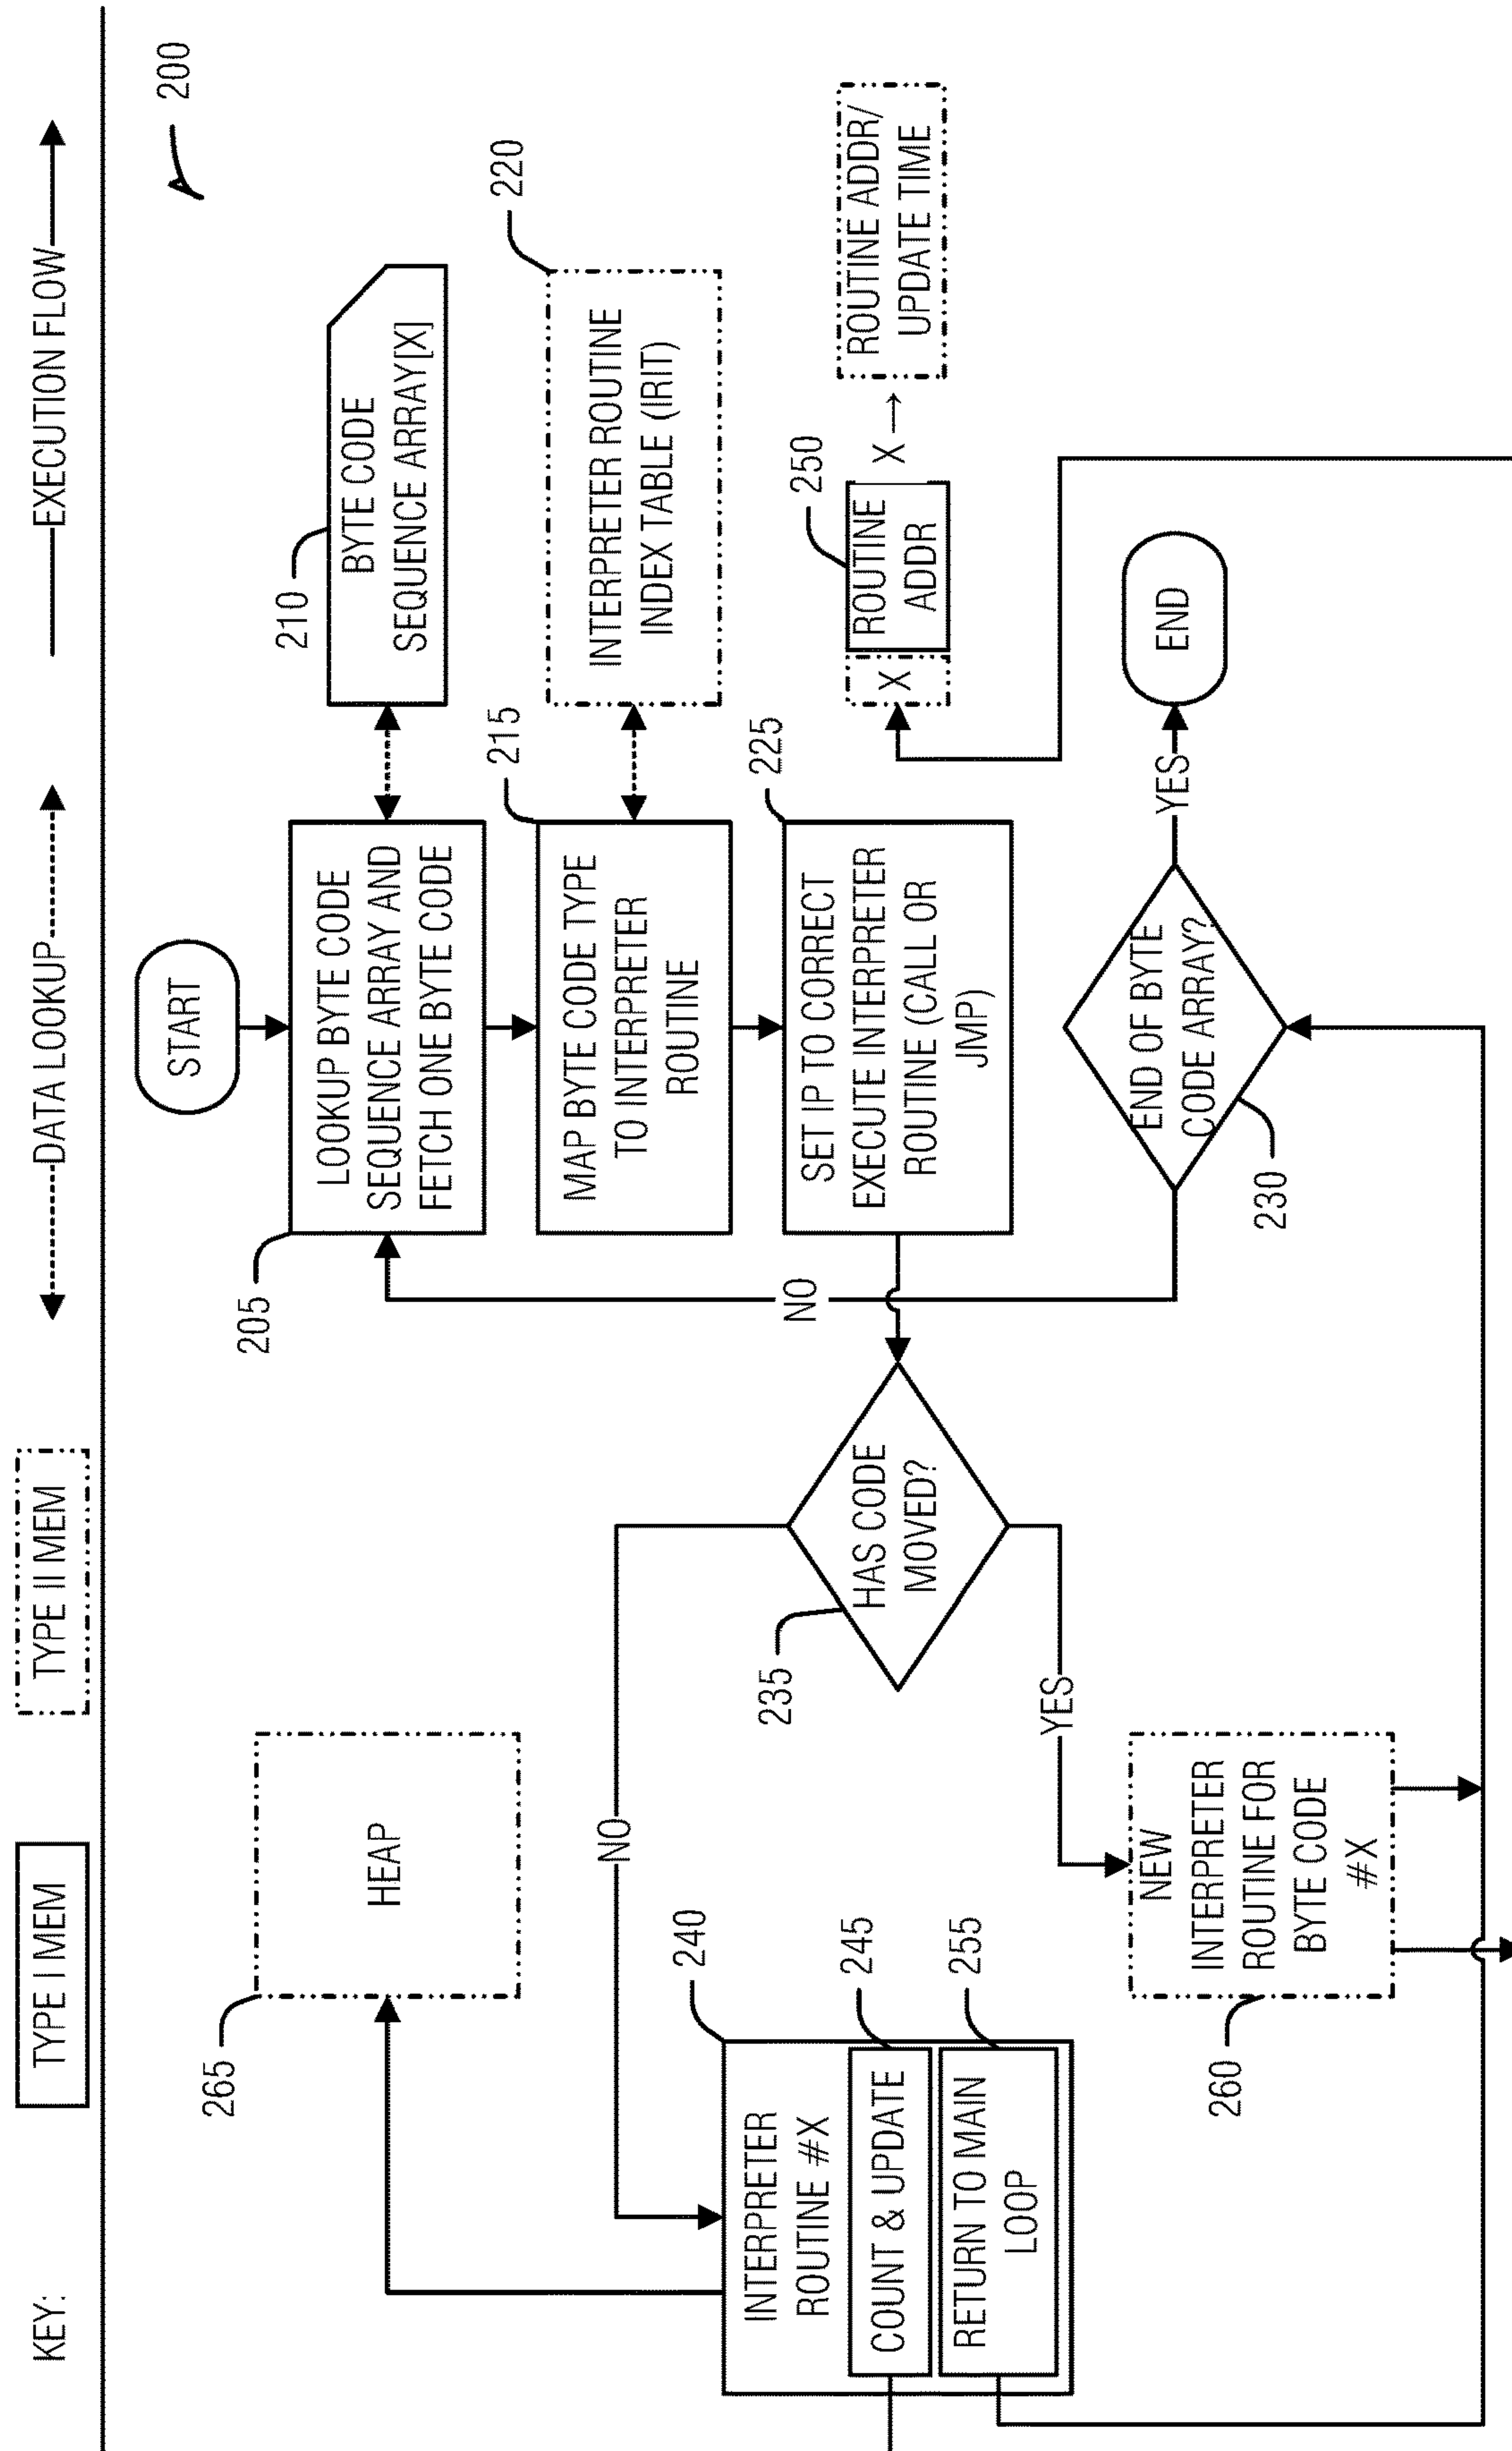 KEY:
TYPE I MEM
TYPE II MEM
DATA LOOKUP
EXECUTION FLOW
200
START
265
HEAP
205
LOOKUP BYTE CODE
SEQUENCE ARRAY AND
FETCH ONE BYTE CODE
210
BYTE CODE
SEQUENCE ARRAY[X]
215
MAP BYTE CODE TYPE
TO INTERPRETER
ROUTINE
220
INTERPRETER ROUTINE
INDEX TABLE (IRIT)
NO
NO
225
SET IP TO CORRECT
EXECUTE INTERPRETER
ROUTINE (CALL OR
JMP)
235
HAS CODE
MOVED?
YES
240
INTERPRETER
ROUTINE #X
245
COUNT & UPDATE
255
RETURN TO MAIN
LOOP
250
X
ROUTINE
ADDR
X →
ROUTINE ADDR/
UPDATE TIME
260
NEW
INTERPRETER
ROUTINE FOR
BYTE CODE
#X
230
END OF BYTE
CODE ARRAY?
YES
END